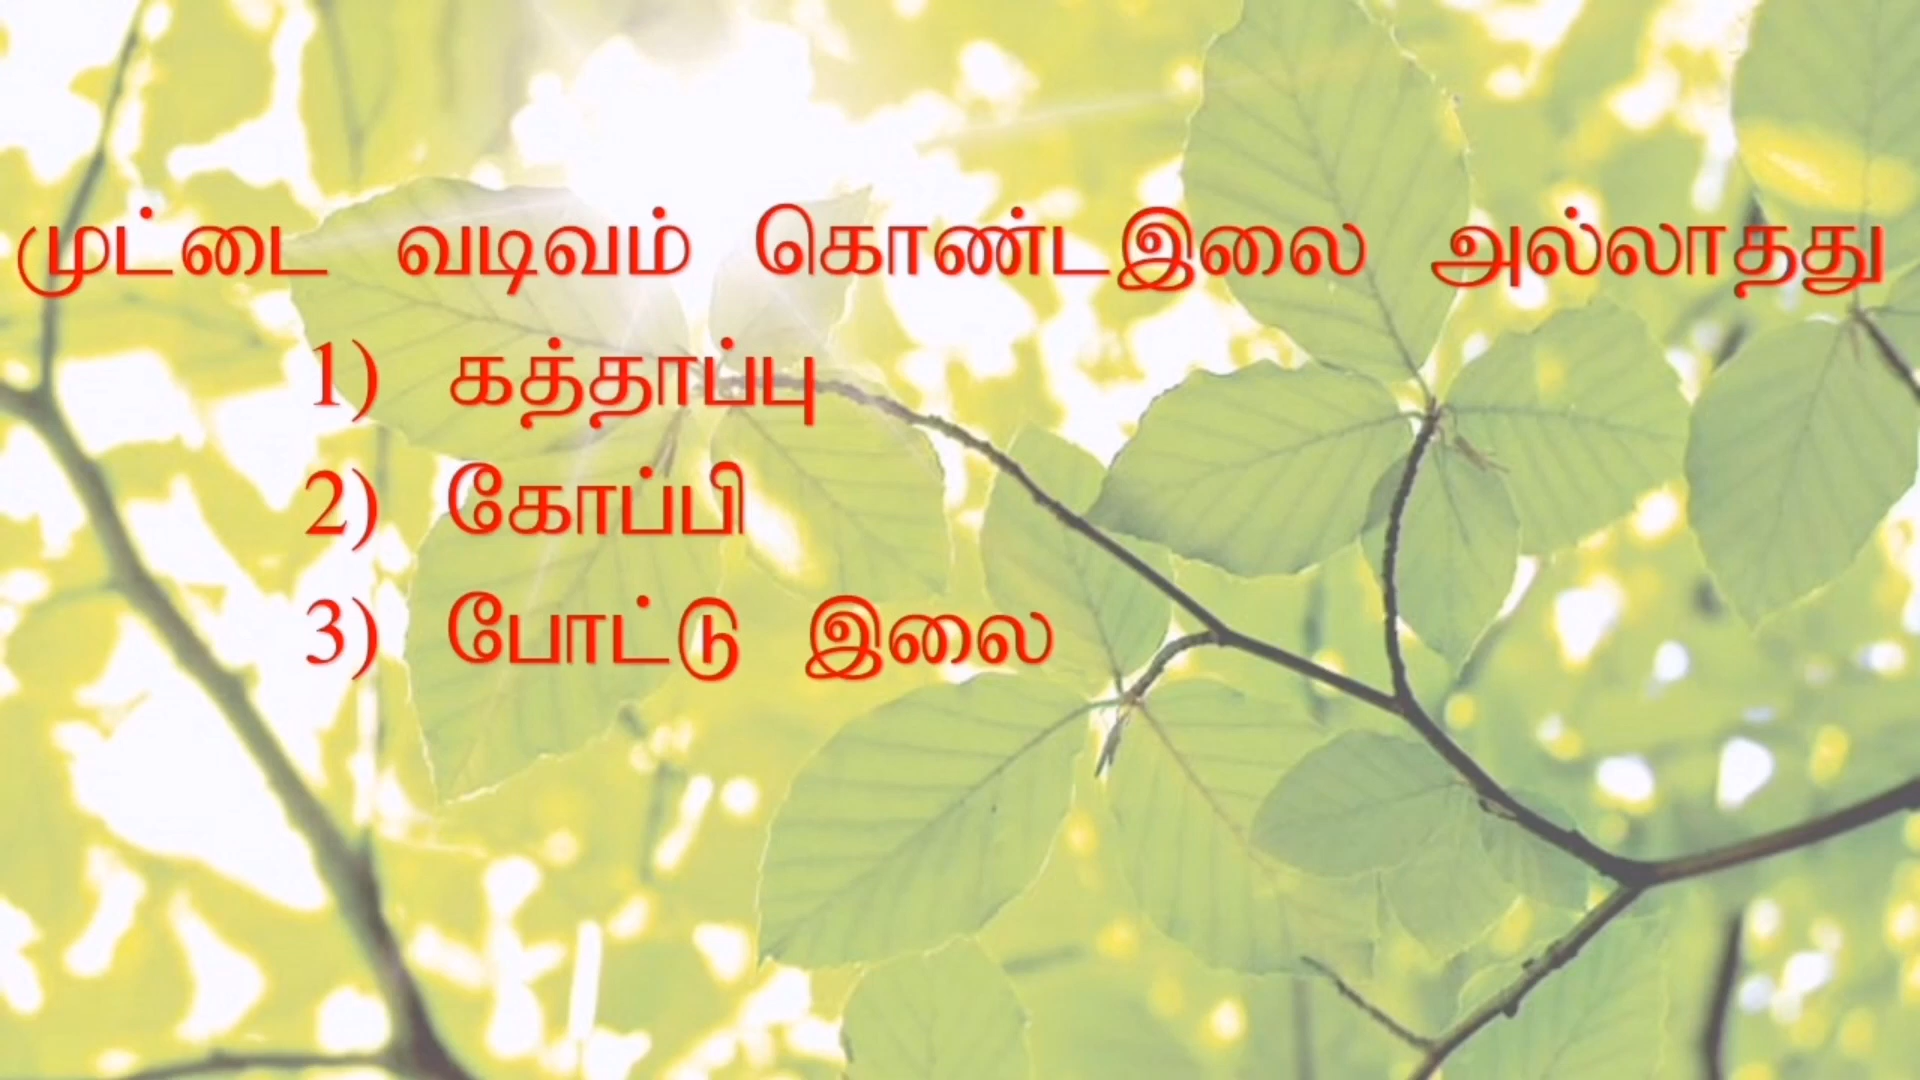 முட்டை வடிவம் கொண்டஇலை அல்லாதது
1) கத்தாப்பு
2) கோப்பி
3) போட்டு இலை